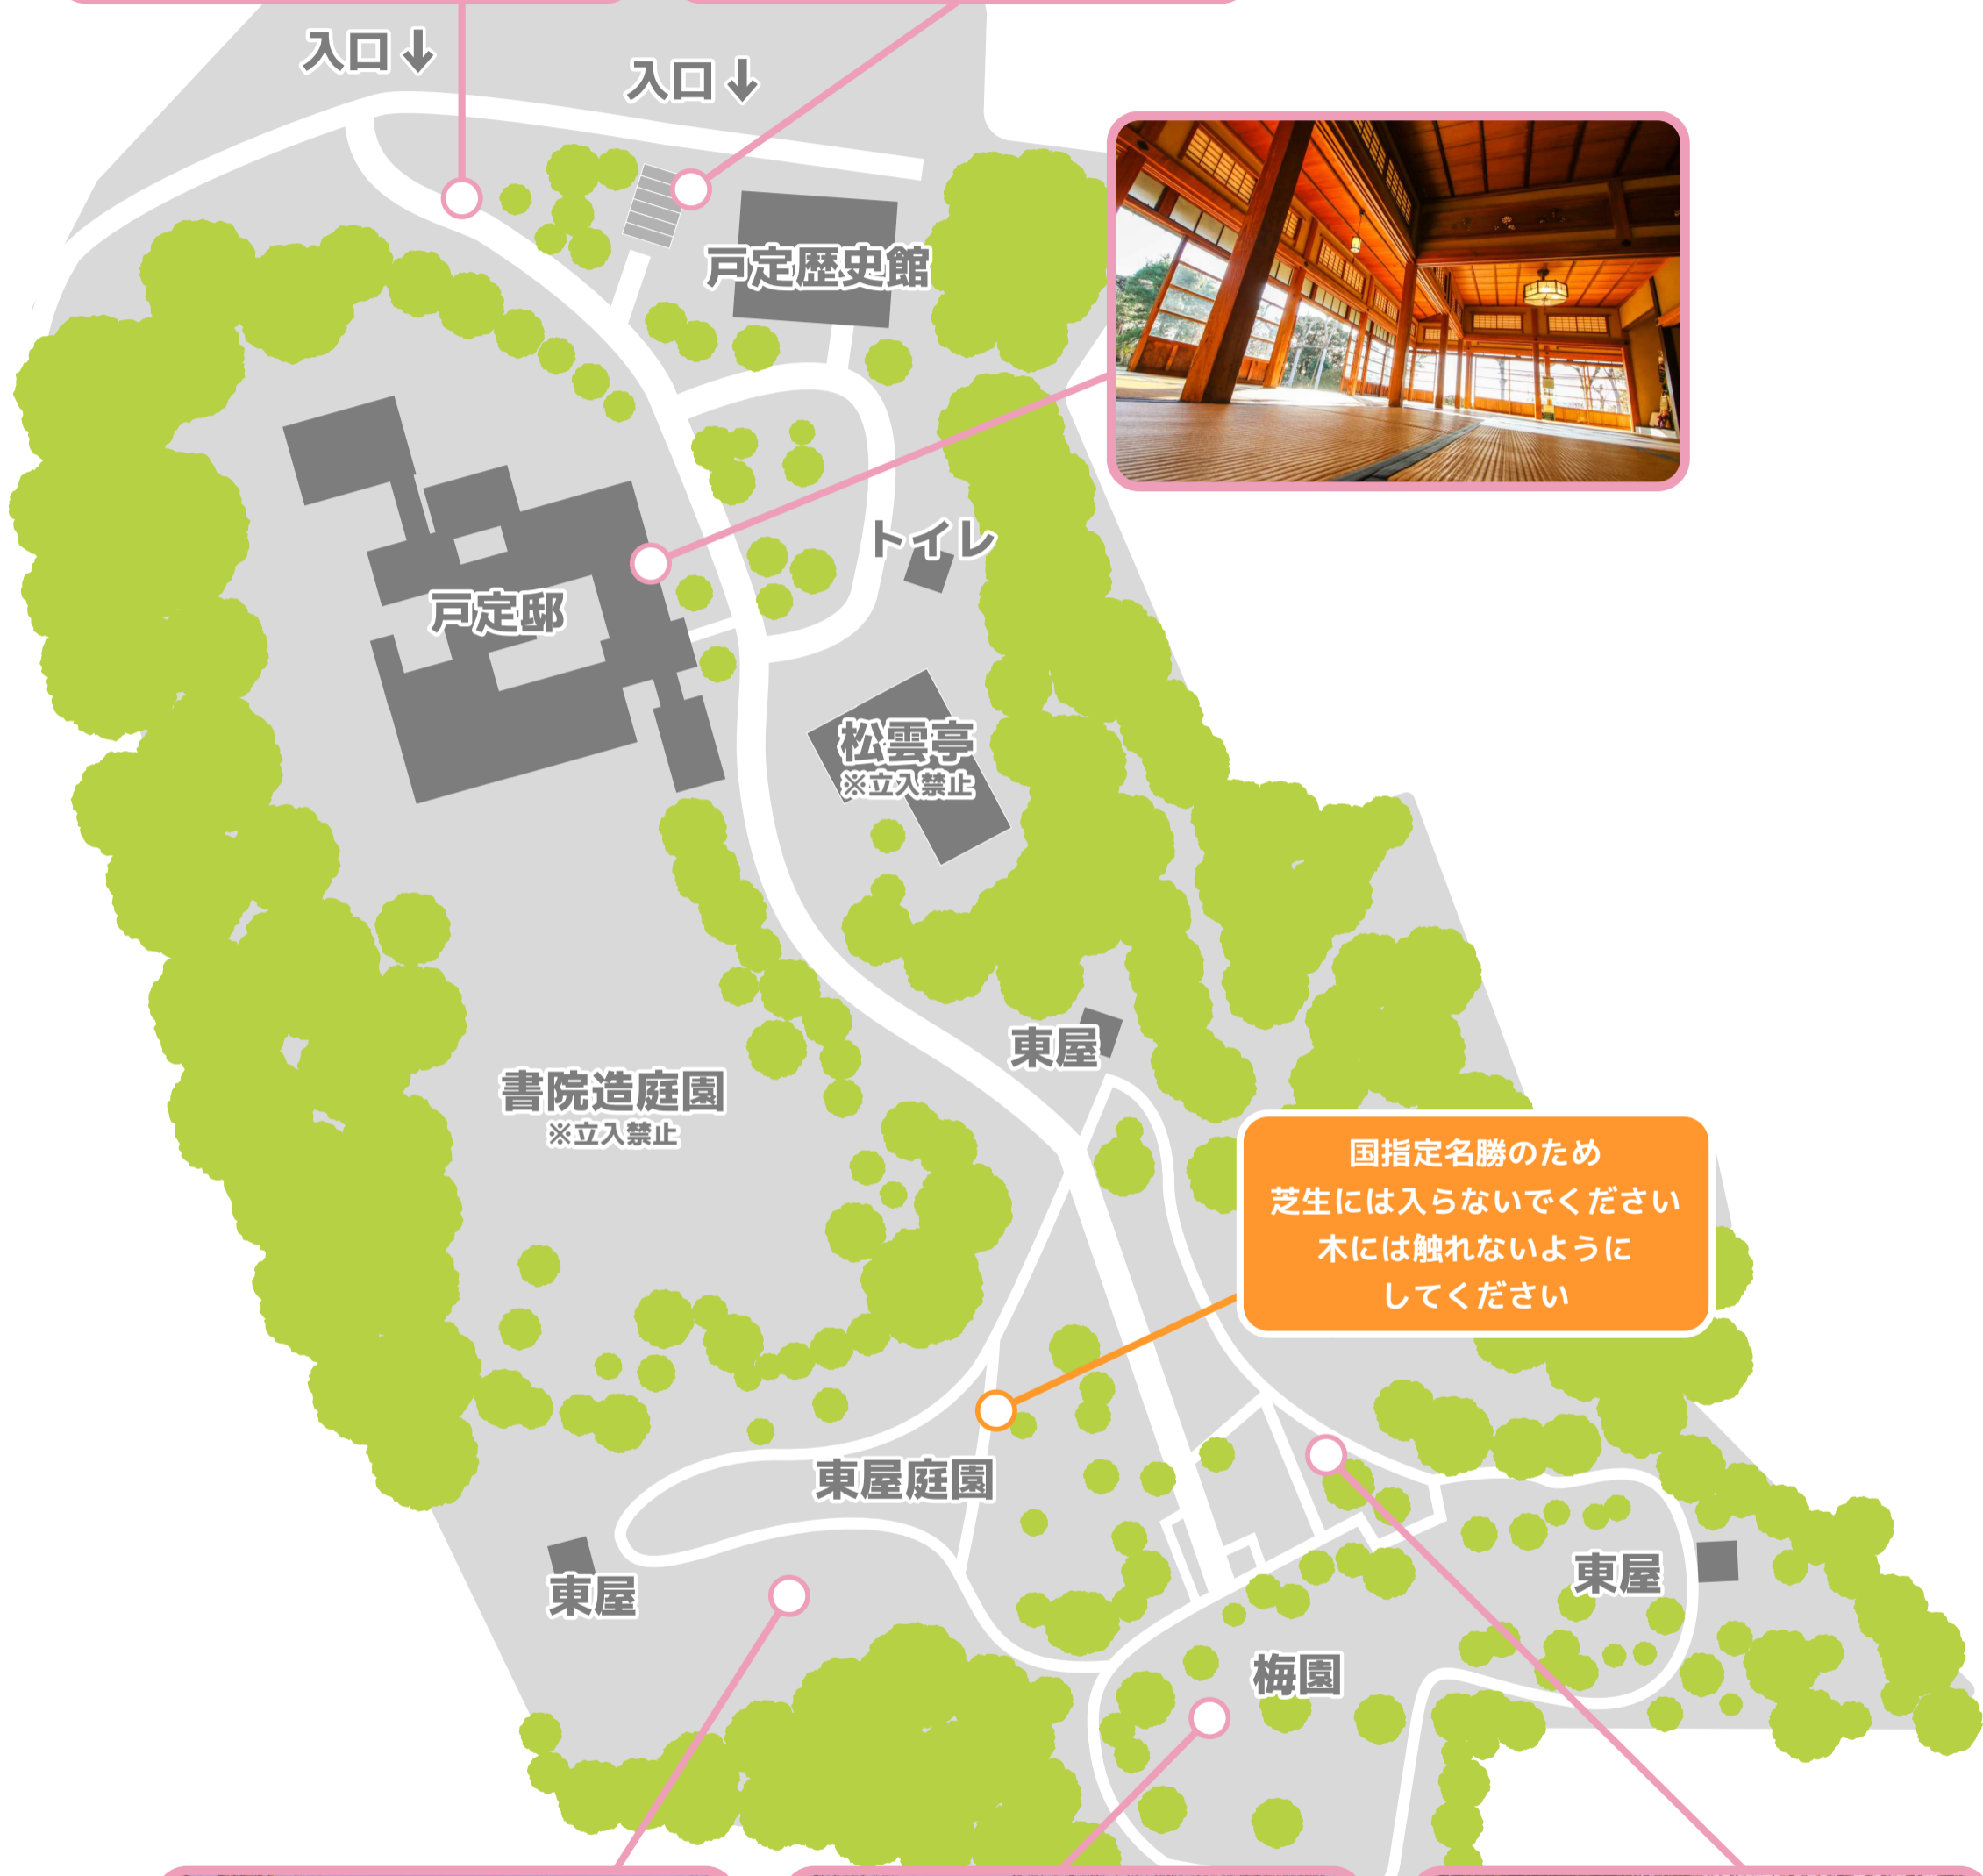 入口↓
入口↓
戸定歴史館
トイレ
戸定邸
松雲亭
※立入禁止
東屋
書院造庭園
※立入禁止
国指定名勝のため
芝生には入らないでください
木には触れないように
してください
東屋庭園
東屋
東屋
梅園